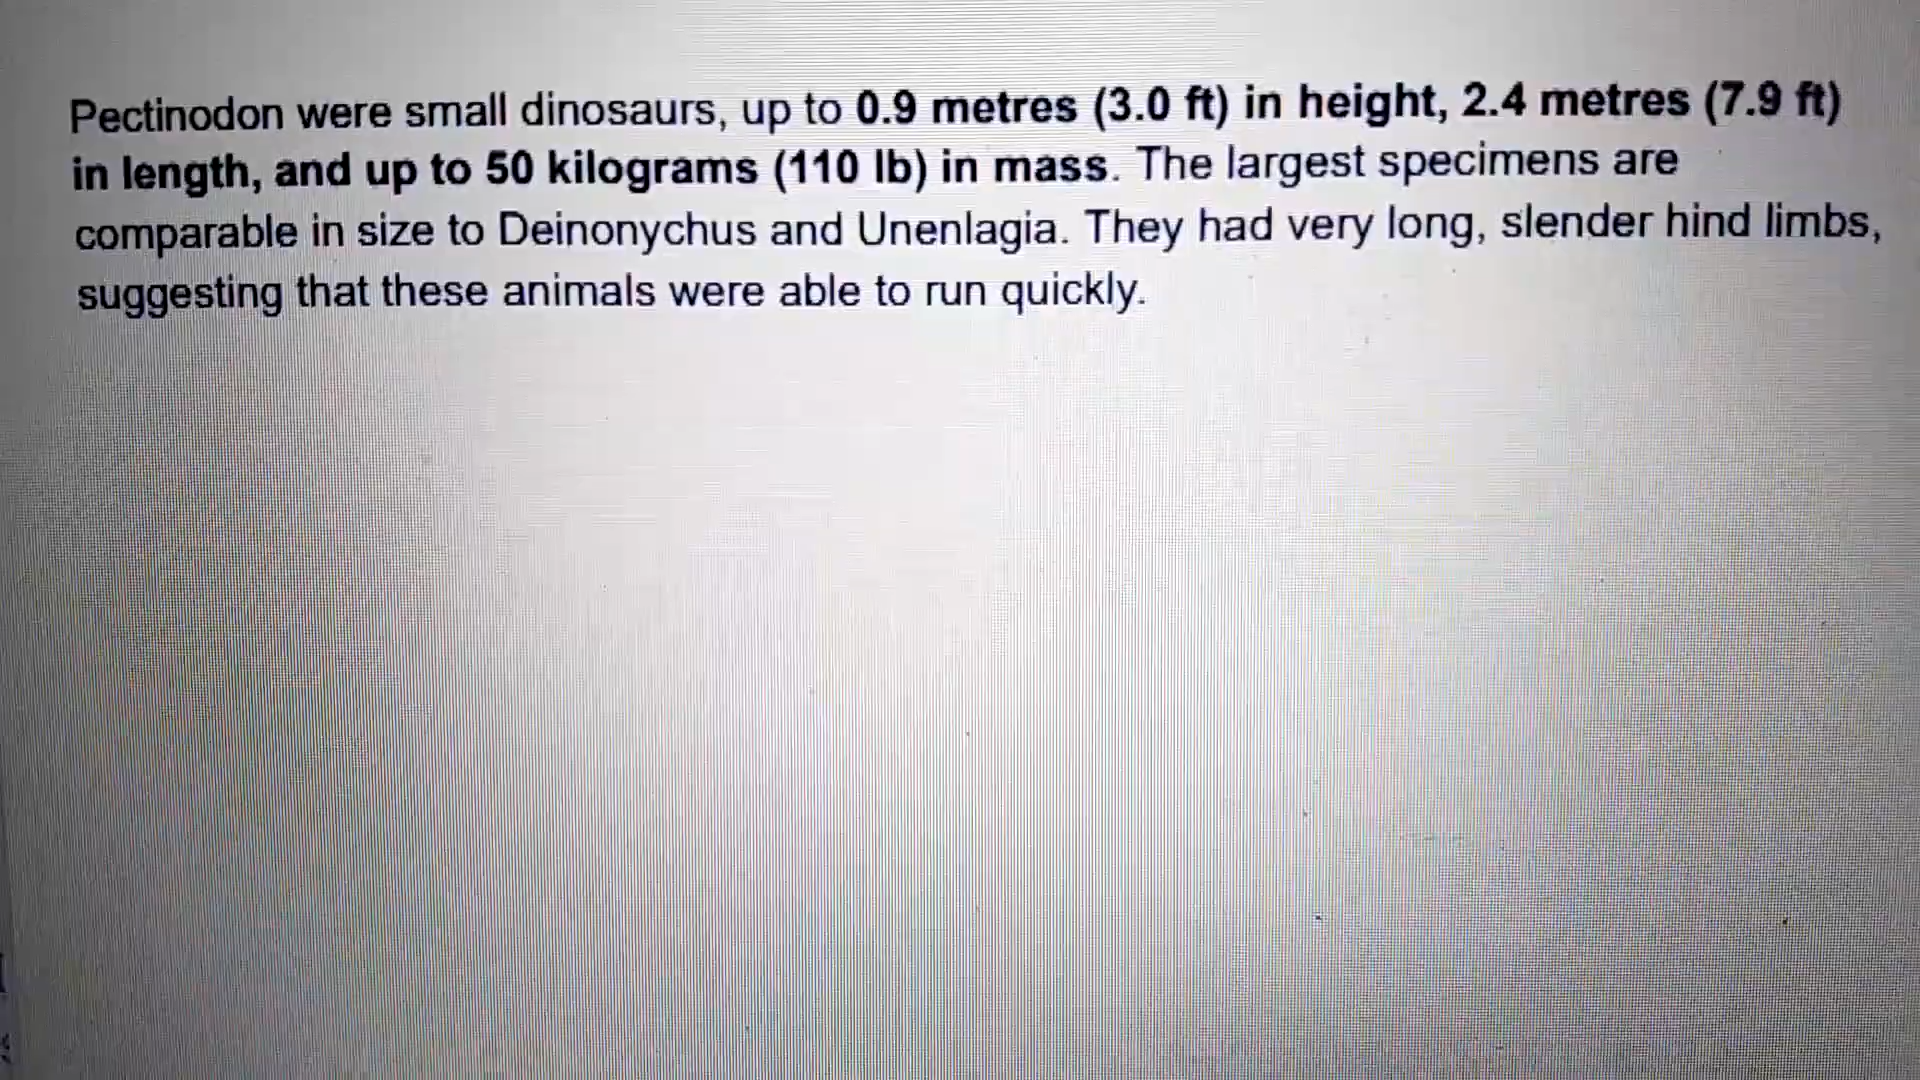 Pectinodon were small dinosaurs, up to 0.9 metres (3.0 ft) in height, 2.4 metres (7.9 ft)
in length, and up to 50 kilograms (110 lb) in mass. The largest specimens are
comparable in size to Deinonychus and Unenlagia. They had very long, slender hind limbs,
suggesting that these animals were able to run quickly.